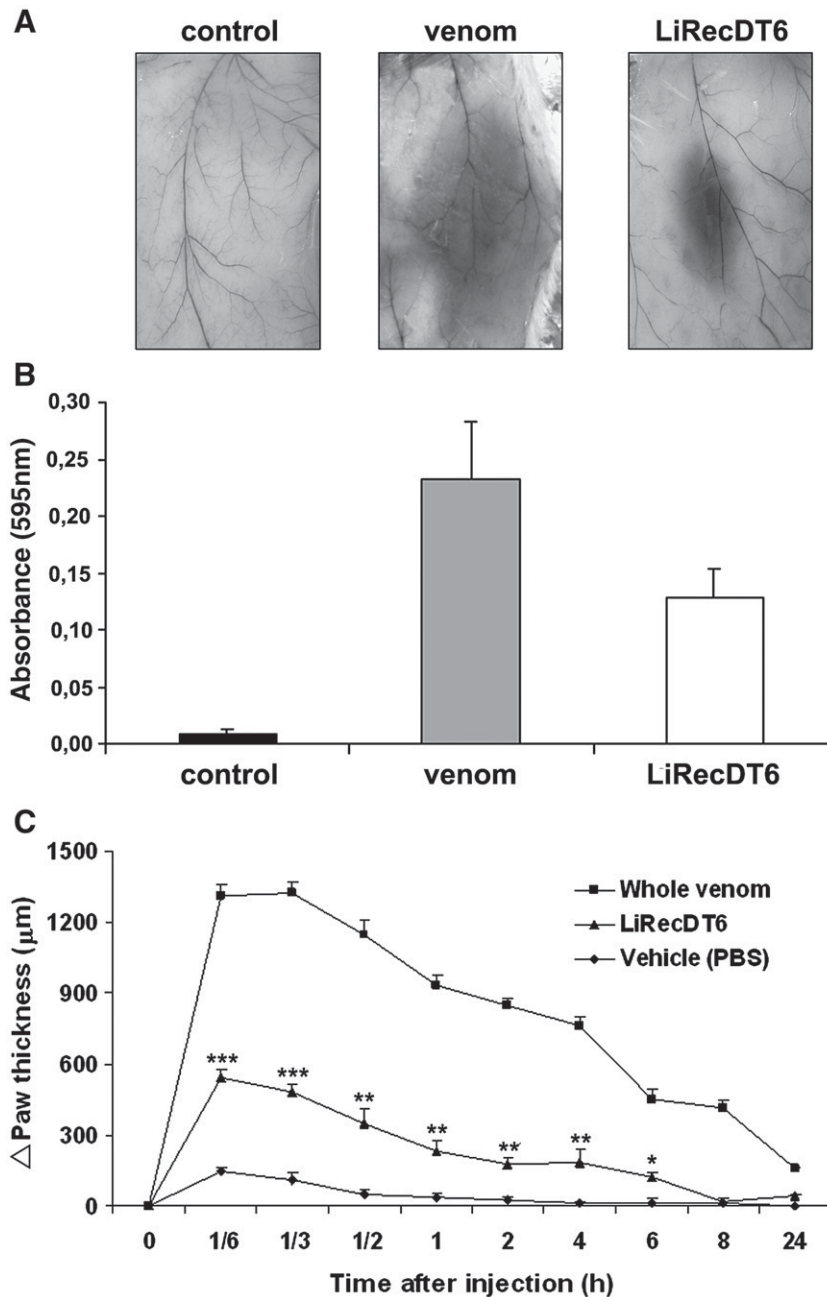 A
control venom LiRecDT6
B
Absorbance (595nm)
0,30
0,25
0,20
0,15
0,10
0,05
0,00
control venom LiRecDT6
C
△ Paw thickness (μm)
1500
1200
900
600
300
0
Whole venom
LiRecDT6
Vehicle (PBS)
*** *** ** ** ** ** *
0 1/6 1/3 1/2 1 2 4 6 8 24
Time after injection (h)